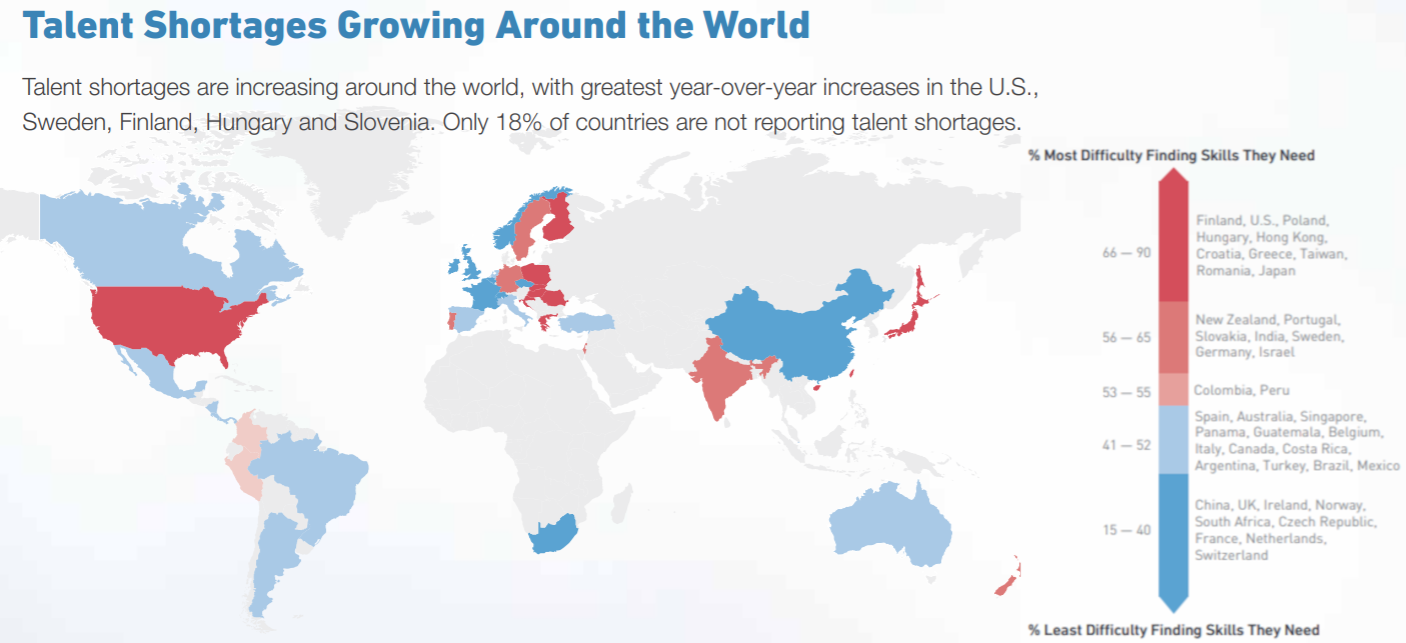 Talent Shortages Growing Around the World
Talent shortages are increasing around the world, with greatest year-over-year increases in the U.S.,
Sweden, Finland, Hungary and Slovenia. Only 18% of countries are not reporting talent shortages.
% Most Difficulty Finding Skills They Need
66 — 90
Finland, U.S., Poland,
Hungary, Hong Kong,
Croatia, Greece, Taiwan,
Romania, Japan
56 — 65
New Zealand, Portugal,
Slovakia, India, Sweden,
Germany, Israel
53 — 55
Colombia, Peru
41 — 52
Spain, Australia, Singapore,
Panama, Guatemala, Belgium,
Italy, Canada, Costa Rica,
Argentina, Turkey, Brazil, Mexico
15 — 40
China, UK, Ireland, Norway,
South Africa, Czech Republic,
France, Netherlands,
Switzerland
% Least Difficulty Finding Skills They Need